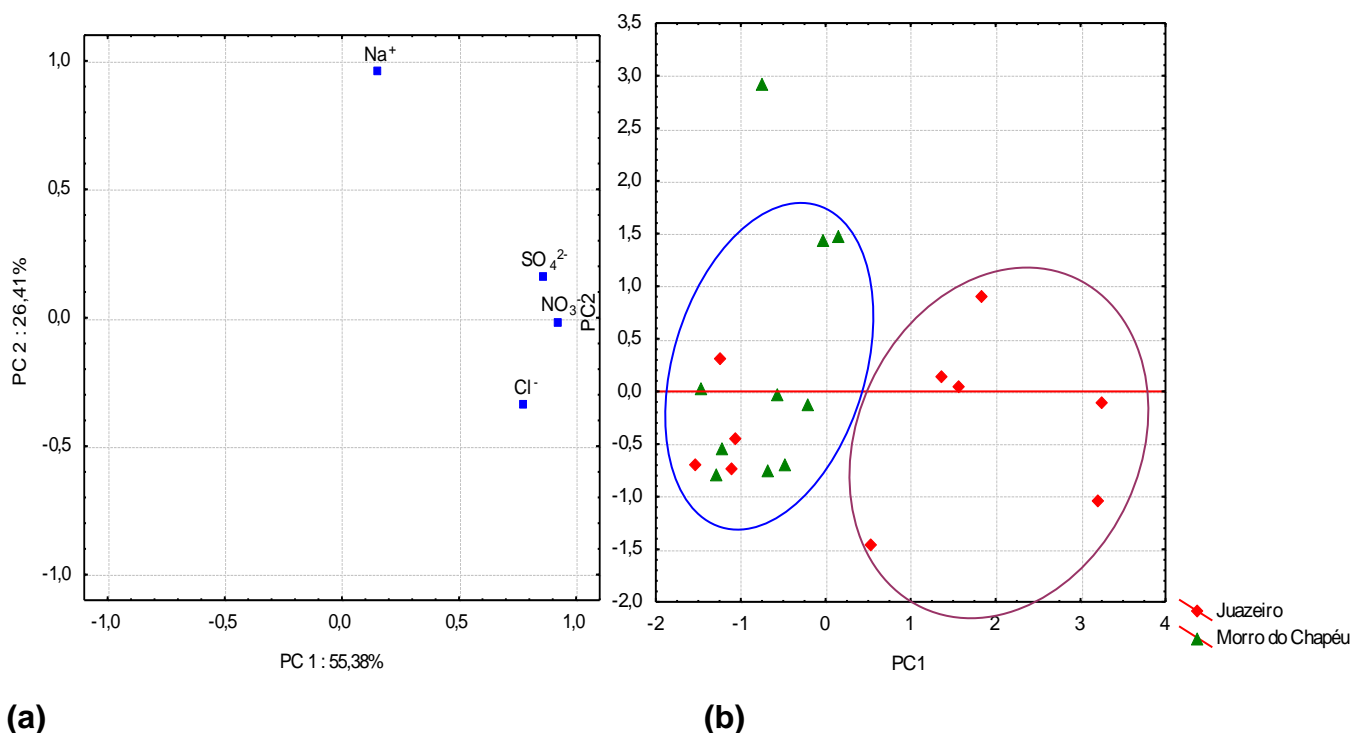 1,0
0,5
0,0
-0,5
-1,0
PC 2 : 26,41%
Na⁺
SO₄²⁻
NO₃⁻
Cl⁻
-1,0 -0,5 0,0 0,5 1,0
PC 1 : 55,38%
(a)
3,5
3,0
2,5
2,0
1,5
1,0
0,5
0,0
-0,5
-1,0
-1,5
-2,0
PC2
-2 -1 0 1 2 3 4
PC1
Juazeiro
Morro do Chapéu
(b)